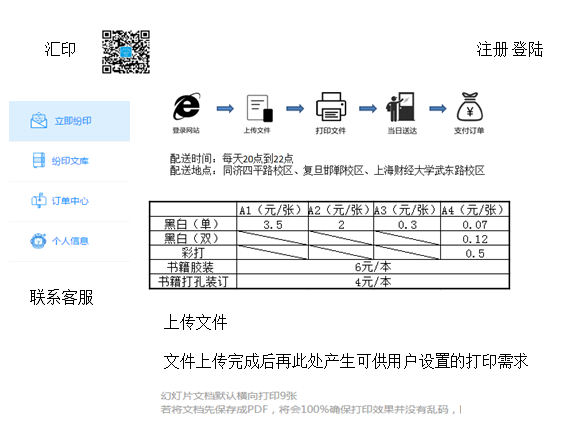 汇印
注册 登陆
立即纷印
纷印文库
订单中心
个人信息
联系客服
登录网站
上传文件
打印文件
当日送达
支付订单
配送时间：每天20点到22点
配送地点：同济四平路校区、复旦邯郸校区、上海财经大学武东路校区
A1（元/张） A2（元/张） A3（元/张） A4（元/张）
黑白（单） 3.5 2 0.3 0.07
黑白（双） 0.12
彩打 0.5
书籍胶装 6元/本
书籍打孔装订 4元/本
上传文件
文件上传完成后再此处产生可供用户设置的打印需求
幻灯片文档默认横向打印9张
若将文档先保存成PDF，将会100%确保打印效果并没有乱码，